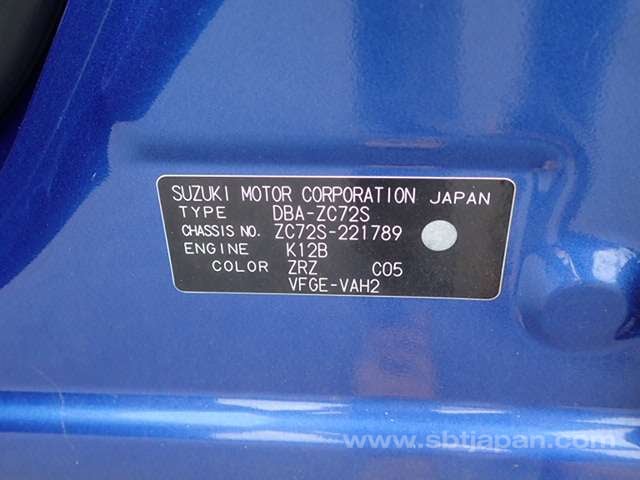 SUZUKI MOTOR CORPORATION JAPAN
TYPE DBA-ZC72S
CHASSIS NO. ZC72S-221789
ENGINE K12B
COLOR ZRZ C05
VFGE-VAH2
www.sbtjapan.com